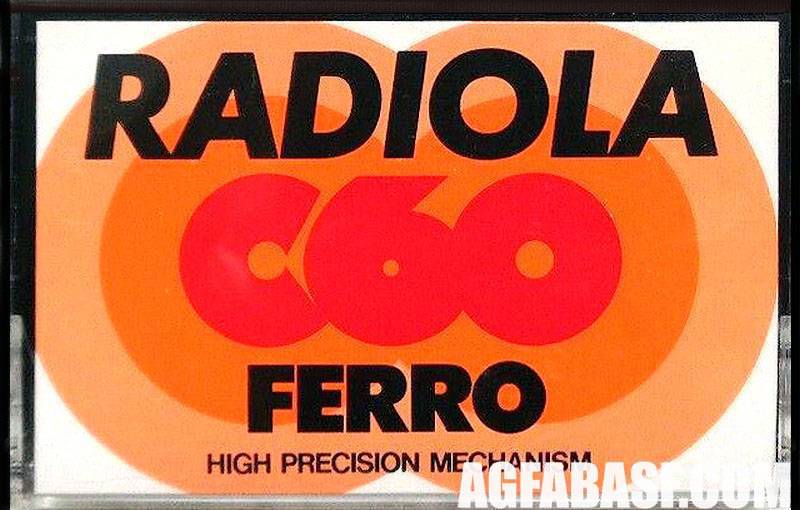 RADIOLA
C60
FERRO
HIGH PRECISION MECHANISM
AGFABASF.COM